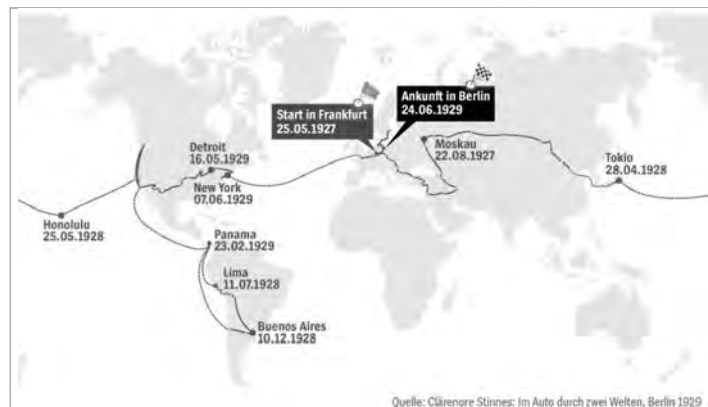 Start in Frankfurt
25.05.1927
Ankunft in Berlin
24.06.1929
Detroit
16.05.1929
New York
07.06.1929
Moskau
22.08.1927
Tokio
28.04.1928
Honolulu
25.05.1928
Panama
23.02.1929
Lima
11.07.1928
Buenos Aires
10.12.1928
Quelle: Clärenore Stinnes: Im Auto durch zwei Welten, Berlin 1929